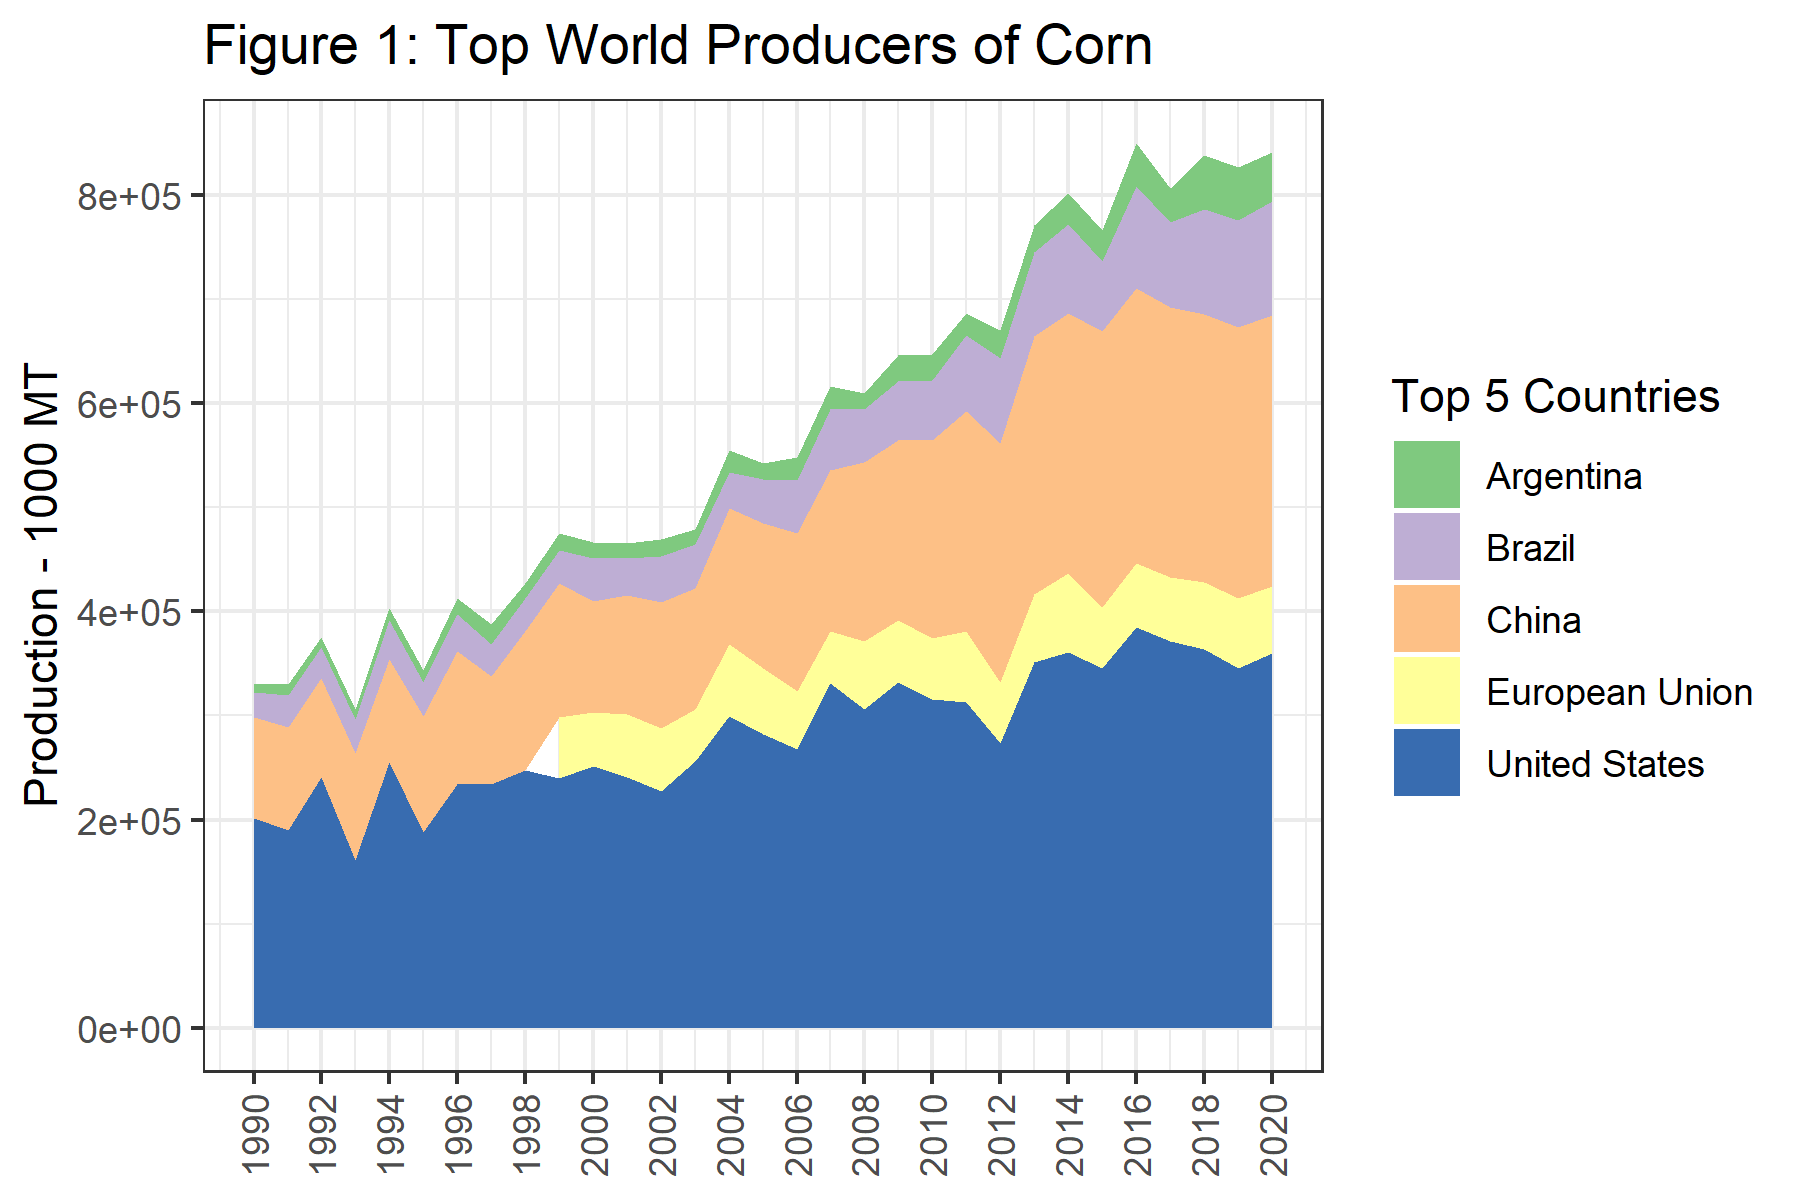 Figure 1: Top World Producers of Corn
Production - 1000 MT
8e+05
6e+05
4e+05
2e+05
0e+00
1990
1992
1994
1996
1998
2000
2002
2004
2006
2008
2010
2012
2014
2016
2018
2020
Top 5 Countries
Argentina
Brazil
China
European Union
United States